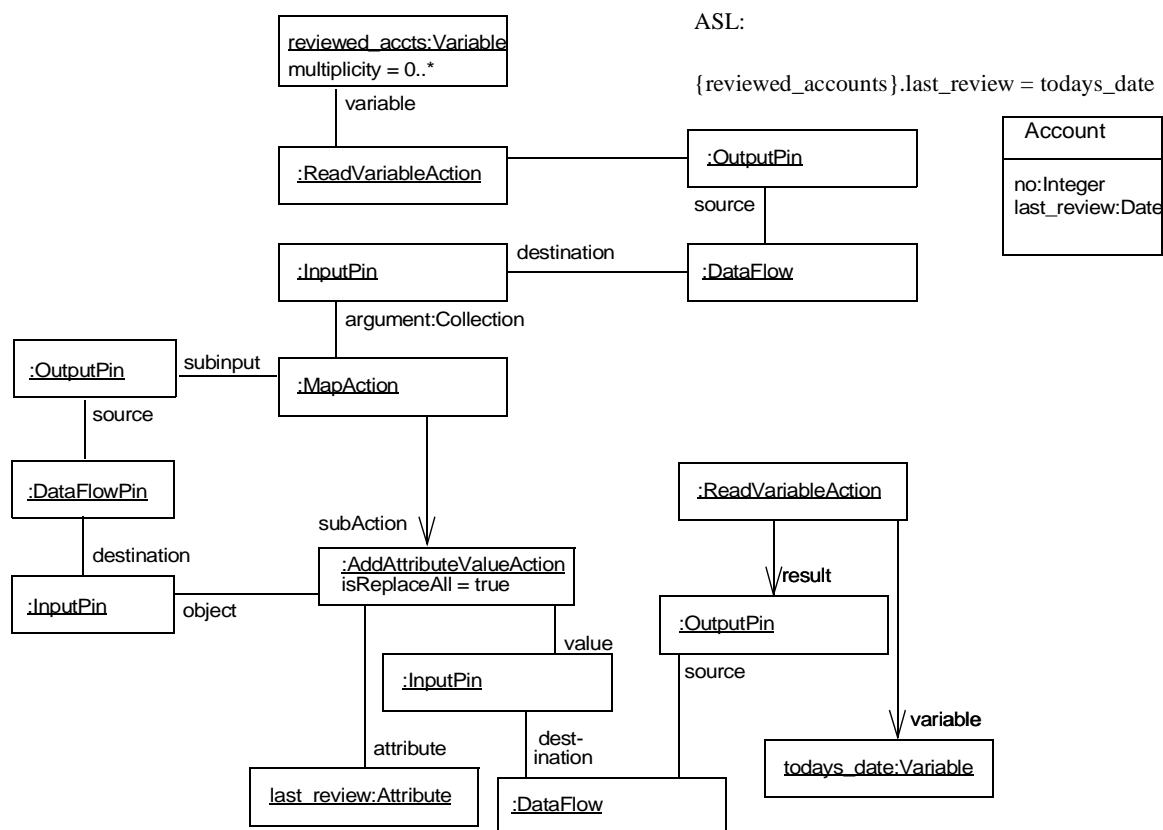 ASL:
reviewed_accts:Variable
multiplicity = 0..*
{reviewed_accounts}.last_review = todays_date
variable
Account
no:Integer
last_review:Date
:ReadVariableAction
:OutputPin
source
destination
:InputPin
:DataFlow
argument:Collection
:OutputPin
subinput
:MapAction
source
:DataFlowPin
:ReadVariableAction
subAction
destination
:AddAttributeValueAction
isReplaceAll = true
result
:InputPin
object
:OutputPin
value
:InputPin
source
variable
attribute
dest-
ination
todays_date:Variable
last_review:Attribute
:DataFlow